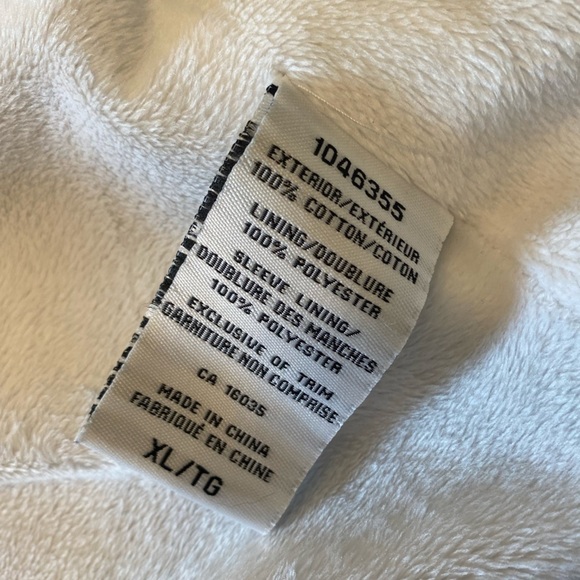 1046355
EXTERIOR/EXTÉRIEUR
100% COTTON/COTON
LINING/DOUBLURE
100% POLYESTER
SLEEVE LINING/
DOUBLURE DES MANCHES
100% POLYESTER
EXCLUSIVE OF TRIM
GARNITURE NON COMPRISE
CA 16035
MADE IN CHINA
FABRIQUÉ EN CHINE
XL/TG